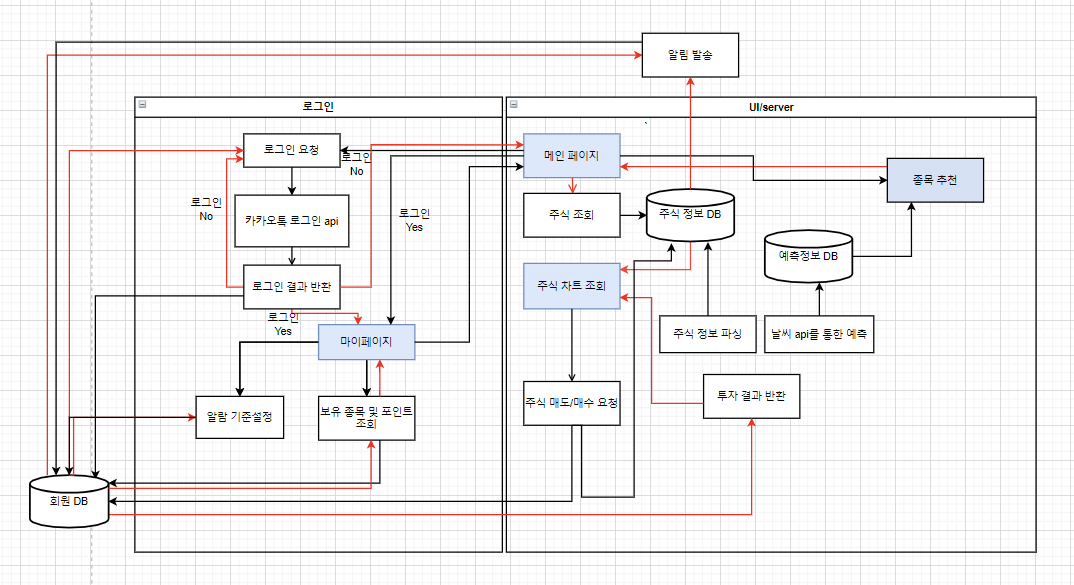 알림 발송
로그인
UI/server
로그인 요청
로그인
No
메인 페이지
종목 추천
로그인
No
카카오톡 로그인 api
로그인
Yes
주식 조회
주식 정보 DB
예측정보 DB
로그인 결과 반환
주식 차트 조회
로그인
Yes
마이페이지
주식 정보 파싱
날씨 api를 통한 예측
알람 기준설정
보유 종목 및 포인트
조회
주식 매도/매수 요청
투자 결과 반환
회원 DB